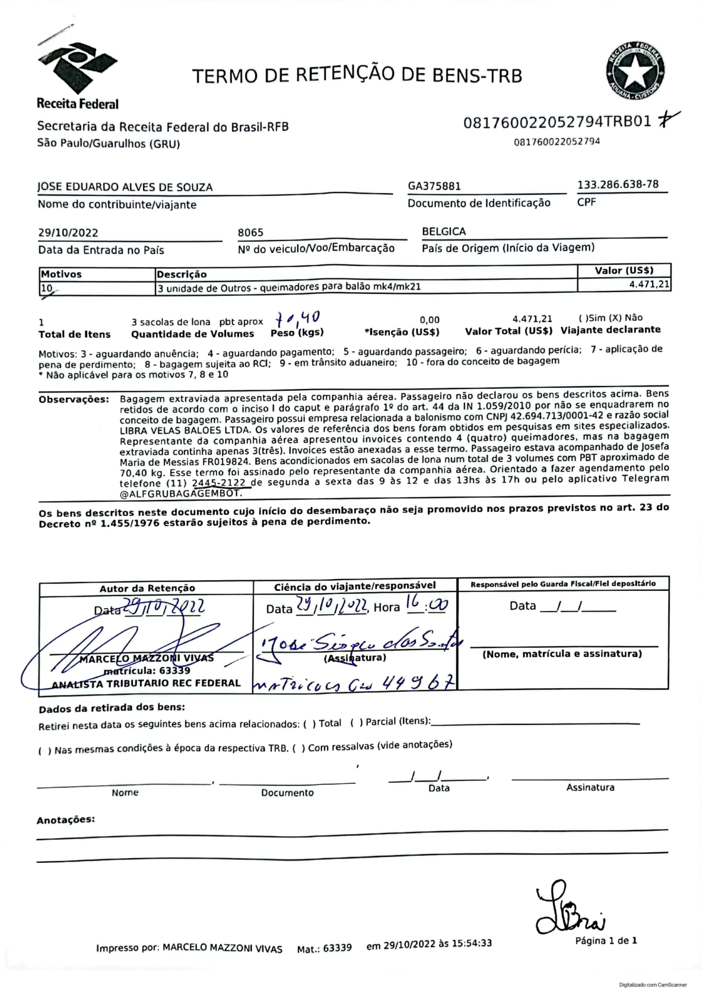 TERMO DE RETENÇÃO DE BENS-TRB
RECEITA FEDERAL
ADUANA - CUSTOMS
Receita Federal
Secretaria da Receita Federal do Brasil-RFB
São Paulo/Guarulhos (GRU)
081760022052794TRB01
081760022052794
JOSE EDUARDO ALVES DE SOUZA GA375881 133.286.638-78
Nome do contribuinte/viajante Documento de Identificação CPF
29/10/2022 8065 BELGICA
Data da Entrada no País Nº do veiculo/Voo/Embarcação País de Origem (Início da Viagem)
Motivos Descrição Valor (US$)
10 3 unidade de Outros - queimadores para balão mk4/mk21 4.471,21
1 3 sacolas de lona pbt aprox 70,40 0,00 4.471,21 ( )Sim (X) Não
Total de Itens Quantidade de Volumes Peso (kgs) *Isenção (US$) Valor Total (US$) Viajante declarante
Motivos: 3 - aguardando anuência; 4 - aguardando pagamento; 5 - aguardando passageiro; 6 - aguardando perícia; 7 - aplicação de
pena de perdimento; 8 - bagagem sujeita ao RCI; 9 - em trânsito aduaneiro; 10 - fora do conceito de bagagem
* Não aplicável para os motivos 7, 8 e 10
Observações: Bagagem extraviada apresentada pela companhia aérea. Passageiro não declarou os bens descritos acima. Bens
retidos de acordo com o inciso I do caput e parágrafo 1º do art. 44 da IN 1.059/2010 por não se enquadrarem no
conceito de bagagem. Passageiro possui empresa relacionada a balonismo com CNPJ 42.694.713/0001-42 e razão social
LIBRA VELAS BALOES LTDA. Os valores de referência dos bens foram obtidos em pesquisas em sites especializados.
Representante da companhia aérea apresentou invoices contendo 4 (quatro) queimadores, mas na bagagem
extraviada continha apenas 3(três). Invoices estão anexadas a esse termo. Passageiro estava acompanhado de Josefa
Maria de Messias FR019824. Bens acondicionados em sacolas de lona num total de 3 volumes com PBT aproximado de
70,40 kg. Esse termo foi assinado pelo representante da companhia aérea. Orientado a fazer agendamento pelo
telefone (11) 2445-2122 de segunda a sexta das 9 às 12 e das 13hs às 17h ou pelo aplicativo Telegram
@ALFGRUBAGAGEMBOT.
Os bens descritos neste documento cujo início do desembaraço não seja promovido nos prazos previstos no art. 23 do
Decreto nº 1.455/1976 estarão sujeitos à pena de perdimento.
Autor da Retenção Ciência do viajante/responsável Responsável pelo Guarda Fiscal/Fiel depositário
Data 29/10/2022 Data 29/10/2022, Hora 16:00 Data __/__/____
Jose
MARCELO MAZZONI VIVAS (Assinatura) (Nome, matrícula e assinatura)
matrícula: 63339
ANALISTA TRIBUTARIO REC FEDERAL 44967
Dados da retirada dos bens:
Retirei nesta data os seguintes bens acima relacionados: ( ) Total ( ) Parcial (Itens):
( ) Nas mesmas condições à época da respectiva TRB. ( ) Com ressalvas (vide anotações)
Nome Documento Data Assinatura
Anotações:
Impresso por: MARCELO MAZZONI VIVAS Mat.: 63339 em 29/10/2022 às 15:54:33
Página 1 de 1
Digitalizado com CamScanner